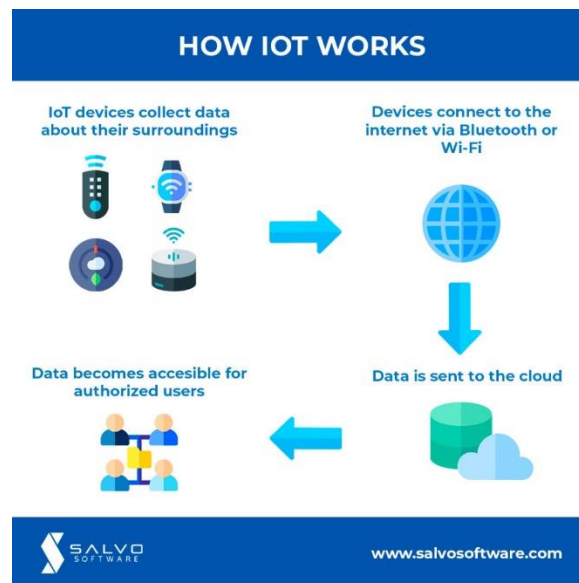 HOW IOT WORKS
IoT devices collect data
about their surroundings
Devices connect to the
internet via Bluetooth or
Wi-Fi
Data is sent to the cloud
Data becomes accesible for
authorized users
SALVO
SOFTWARE
www.salvosoftware.com